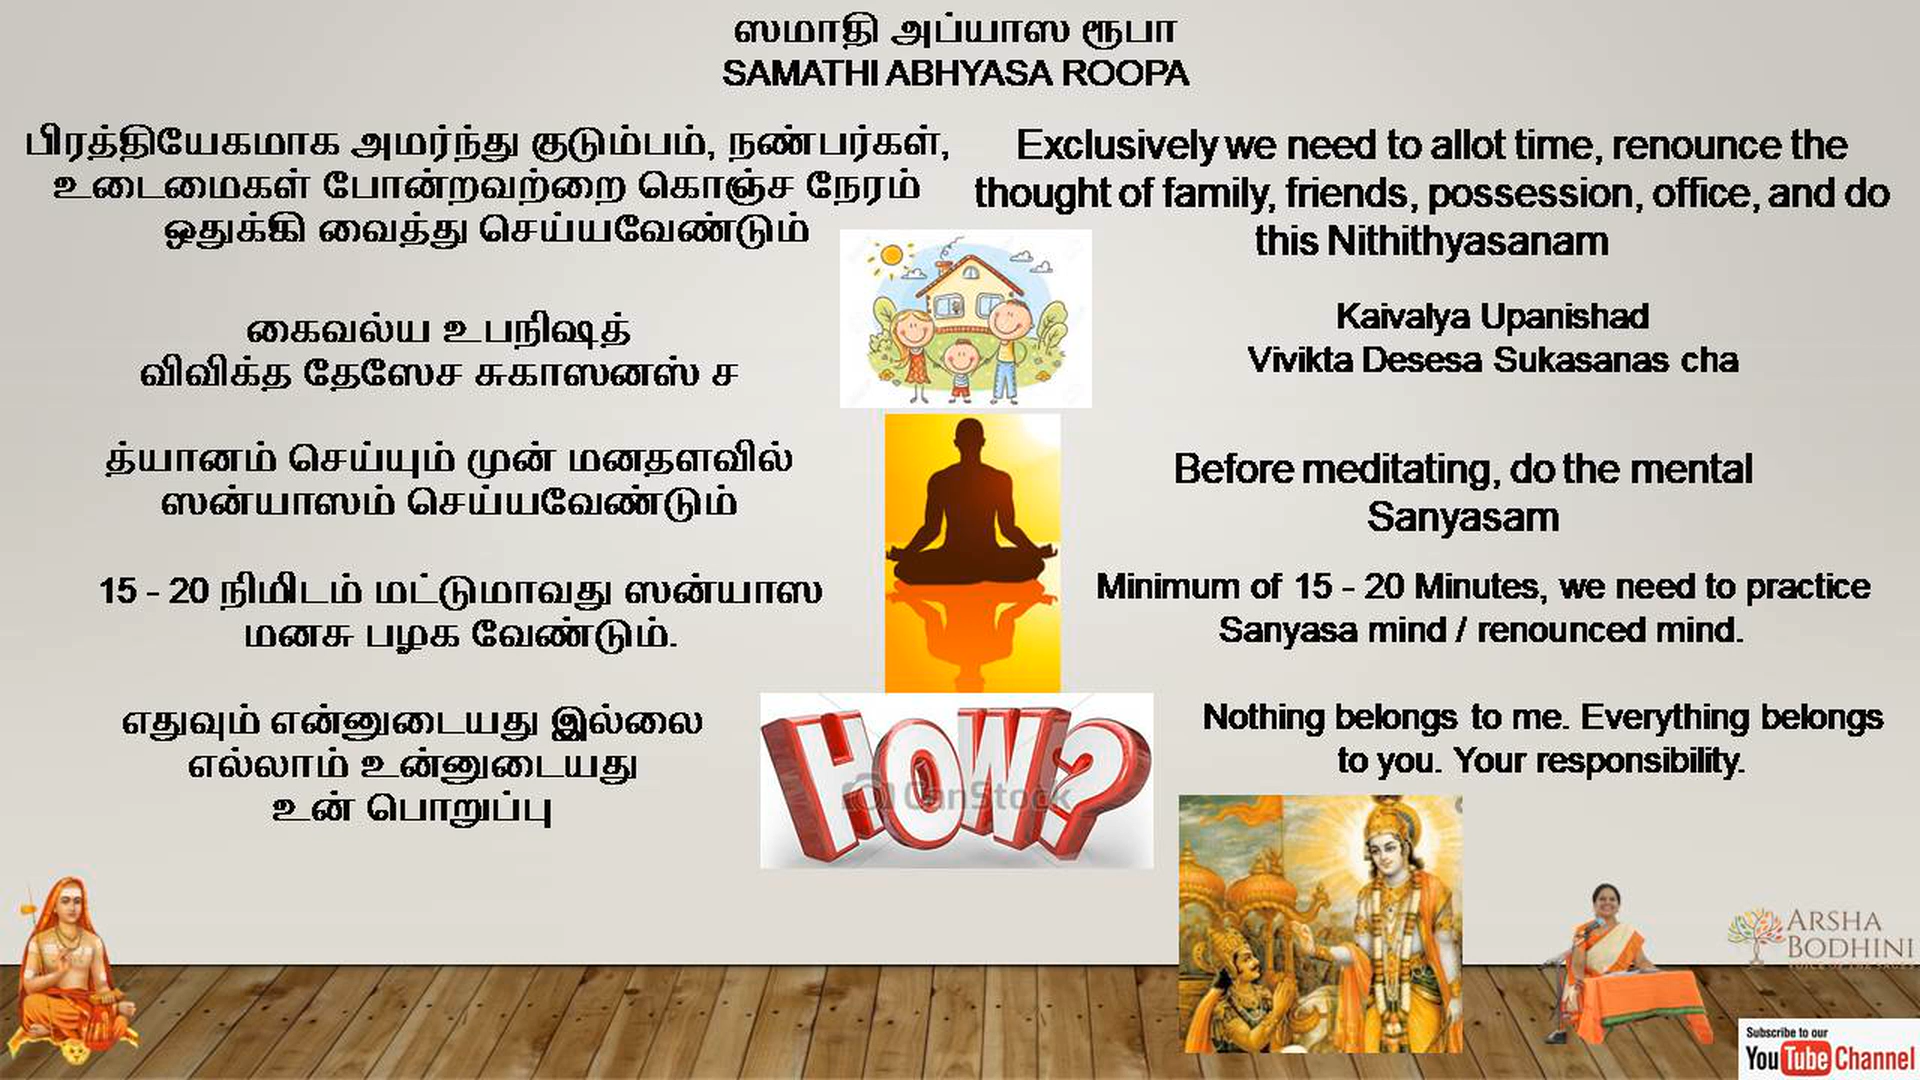 ஸமாதி அப்யாஸ ரூபா
SAMATHI ABHYASA ROOPA
பிரத்தியேகமாக அமர்ந்து குடும்பம், நண்பர்கள்,
உடைமைகள் போன்றவற்றை கொஞ்ச நேரம்
ஒதுக்கி வைத்து செய்யவேண்டும்
Exclusively we need to allot time, renounce the
thought of family, friends, possession, office, and do
this Nithithyasanam
கைவல்ய உபநிஷத்
விவிக்த தேஸேச சுகாஸனஸ் ச
Kaivalya Upanishad
Vivikta Desesa Sukasanas cha
த்யானம் செய்யும் முன் மனதளவில்
ஸன்யாஸம் செய்யவேண்டும்
Before meditating, do the mental
Sanyasam
15 - 20 நிமிடம் மட்டுமாவது ஸன்யாஸ
மனசு பழக வேண்டும்.
Minimum of 15 - 20 Minutes, we need to practice
Sanyasa mind / renounced mind.
எதுவும் என்னுடையது இல்லை
எல்லாம் உன்னுடையது
உன் பொறுப்பு
HOW?
CanStock
Nothing belongs to me. Everything belongs
to you. Your responsibility.
ARSHA
BODHINI
VOICE OF THE SAGES
Subscribe to our
YouTube Channel